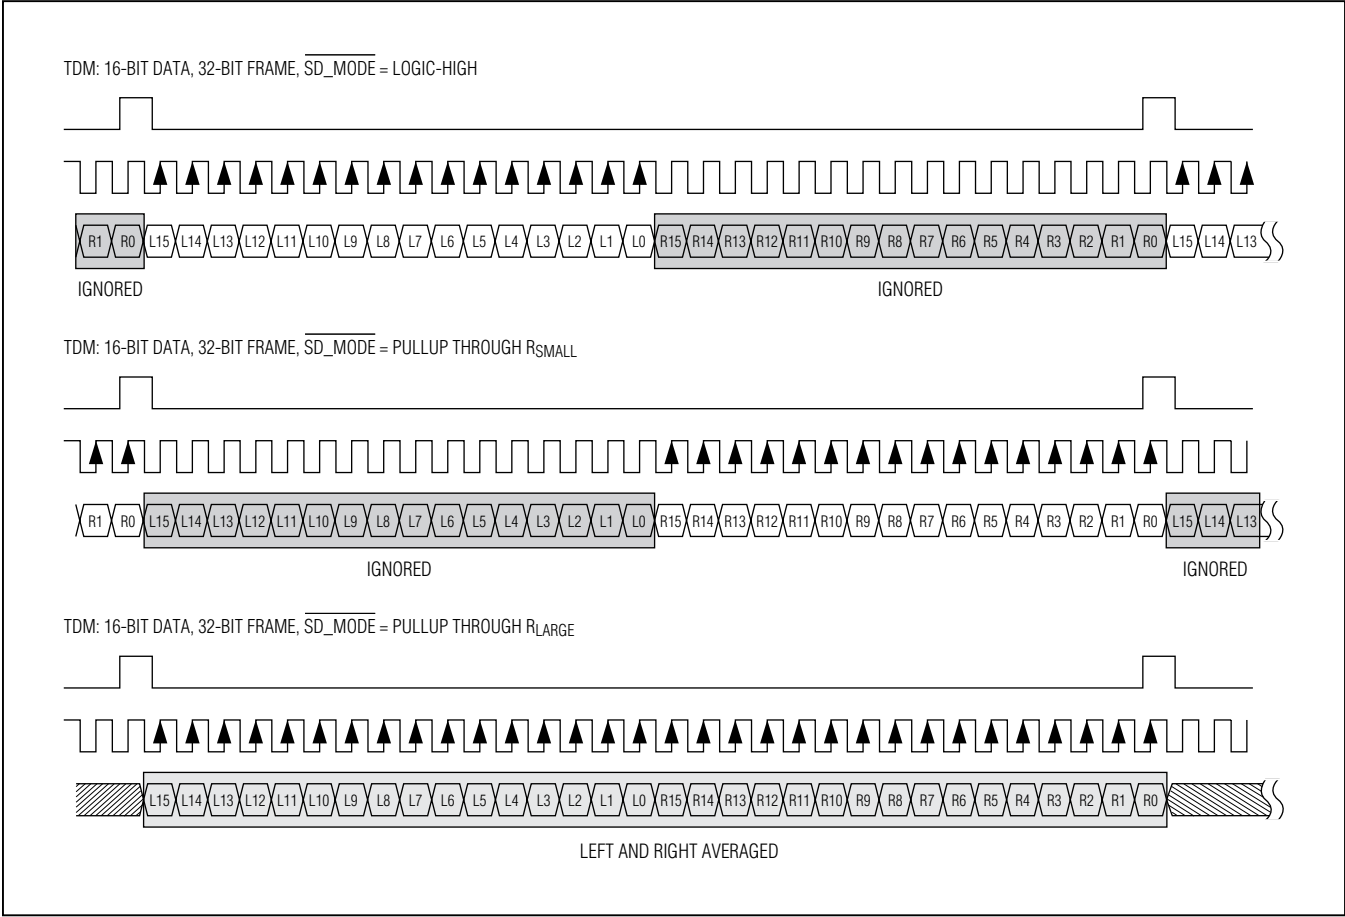 TDM: 16-BIT DATA, 32-BIT FRAME, SD_MODE = LOGIC-HIGH
R1 R0 L15 L14 L13 L12 L11 L10 L9 L8 L7 L6 L5 L4 L3 L2 L1 L0 R15 R14 R13 R12 R11 R10 R9 R8 R7 R6 R5 R4 R3 R2 R1 R0 L15 L14 L13
IGNORED IGNORED
TDM: 16-BIT DATA, 32-BIT FRAME, SD_MODE = PULLUP THROUGH RSMALL
R1 R0 L15 L14 L13 L12 L11 L10 L9 L8 L7 L6 L5 L4 L3 L2 L1 L0 R15 R14 R13 R12 R11 R10 R9 R8 R7 R6 R5 R4 R3 R2 R1 R0 L15 L14 L13
IGNORED IGNORED
TDM: 16-BIT DATA, 32-BIT FRAME, SD_MODE = PULLUP THROUGH RLARGE
L15 L14 L13 L12 L11 L10 L9 L8 L7 L6 L5 L4 L3 L2 L1 L0 R15 R14 R13 R12 R11 R10 R9 R8 R7 R6 R5 R4 R3 R2 R1 R0
LEFT AND RIGHT AVERAGED